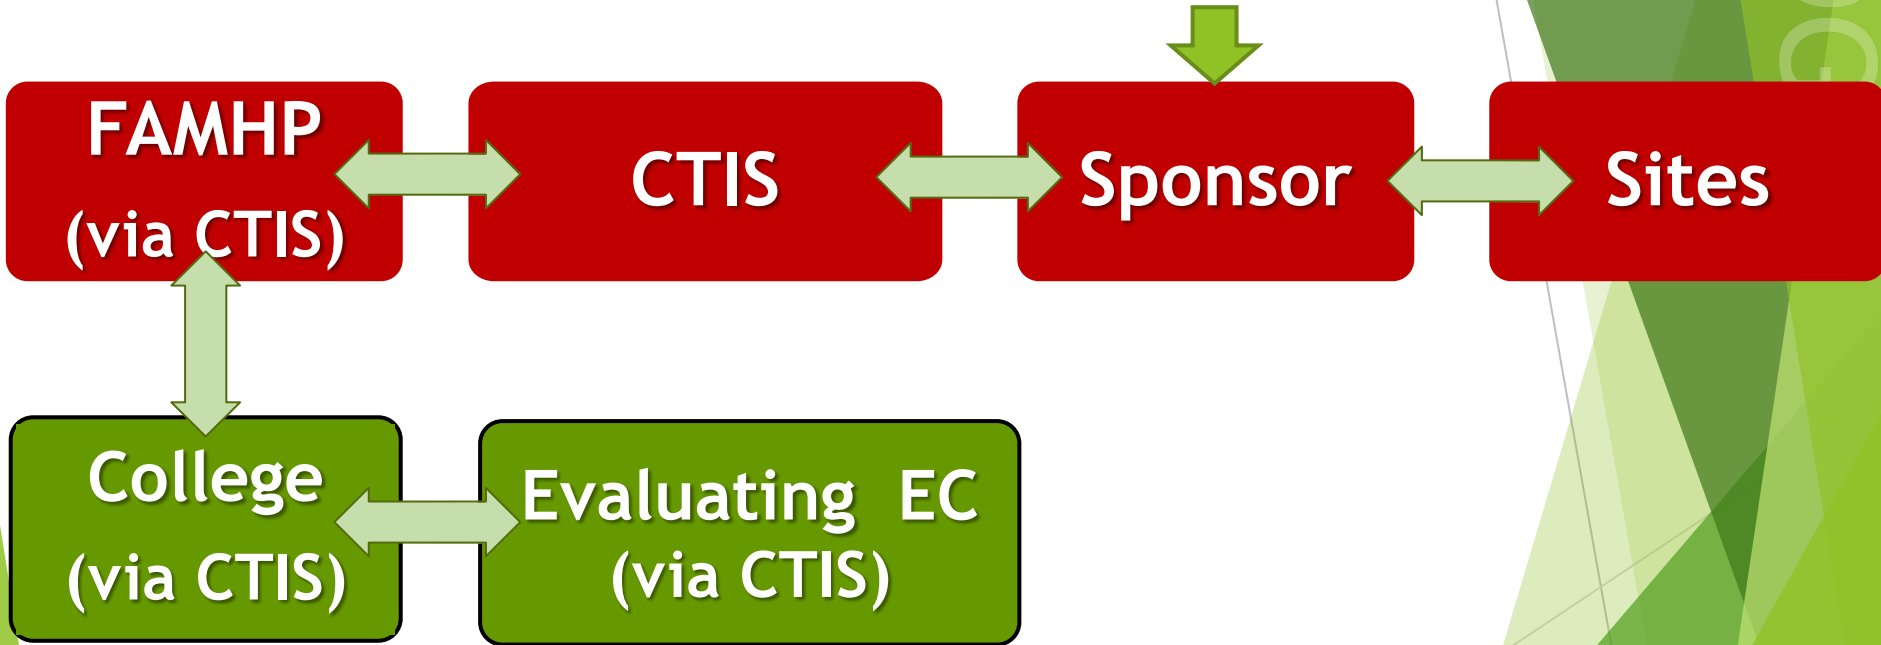 FAMHP
(via CTIS)
CTIS
Sponsor
Sites
College
(via CTIS)
Evaluating EC
(via CTIS)